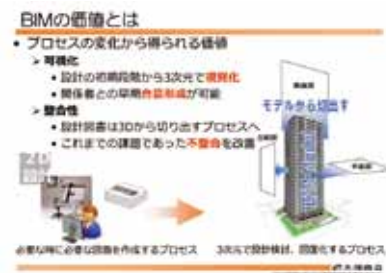 BIMの価値とは
• プロセスの変化から得られる価値
➢ 可視化
• 設計の初期段階から3次元で視覚化
• 関係者との早期合意形成が可能
➢ 整合性
• 設計図書は3Dから切り出すプロセスへ
• これまでの課題であった不整合を改善
モデルから切出す
必要な時に必要な図面を作成するプロセス
3次元で設計検討、図面化するプロセス